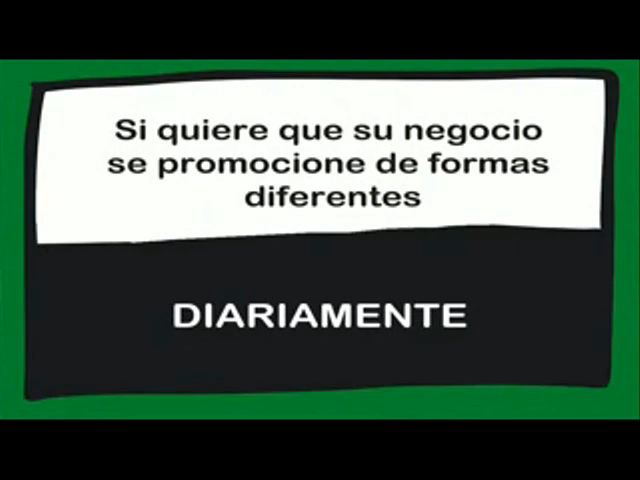 Si quiere que su negocio
se promocione de formas
diferentes
DIARIAMENTE